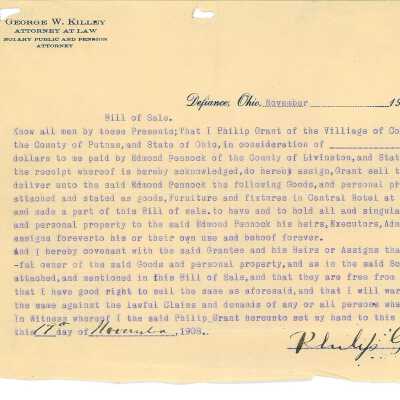 GEORGE W. KILLEY
ATTORNEY AT LAW
NOTARY PUBLIC AND PENSION
ATTORNEY
Defiance, Ohio, November 19
Bill of Sale.
Know all men by these Presents; That I Philip Grant of the Villiage of Co
the County of Putnam, and State of Ohio, in consideration of
dollars to me paid by Edmond Pennock of the County of Livinston, and Stat
the receipt whereof is hereby acknowledged, do hereby assign, Grant sell t
deliver unto the said Edmond Pennock the following Goods, and personal pr
attached and stated as goods, Furniture and fixtures in Central Hotel at
and made a part of this Bill of sale. to have and to hold all and singula
and personal property to the said Edmond Pennock his heirs, Executors, Adm
assigns foreverto his or their own use and behoof forever.
And I hereby covenant with the said Grantee and his Heirs or Assigns that
-ful owner of the said Goods and personal property, and as in the said Sc
attached, and mentioned in this Bill of Sale, and that they are free from
that I have good right to sell the same as aforesaid, and that I will war
the same against the lawful Claims and demands of any or all persons wha
In Witness whereof I the said Philip Grant hereunto set my hand to this
this 17th day of November, 1908.
Philip G